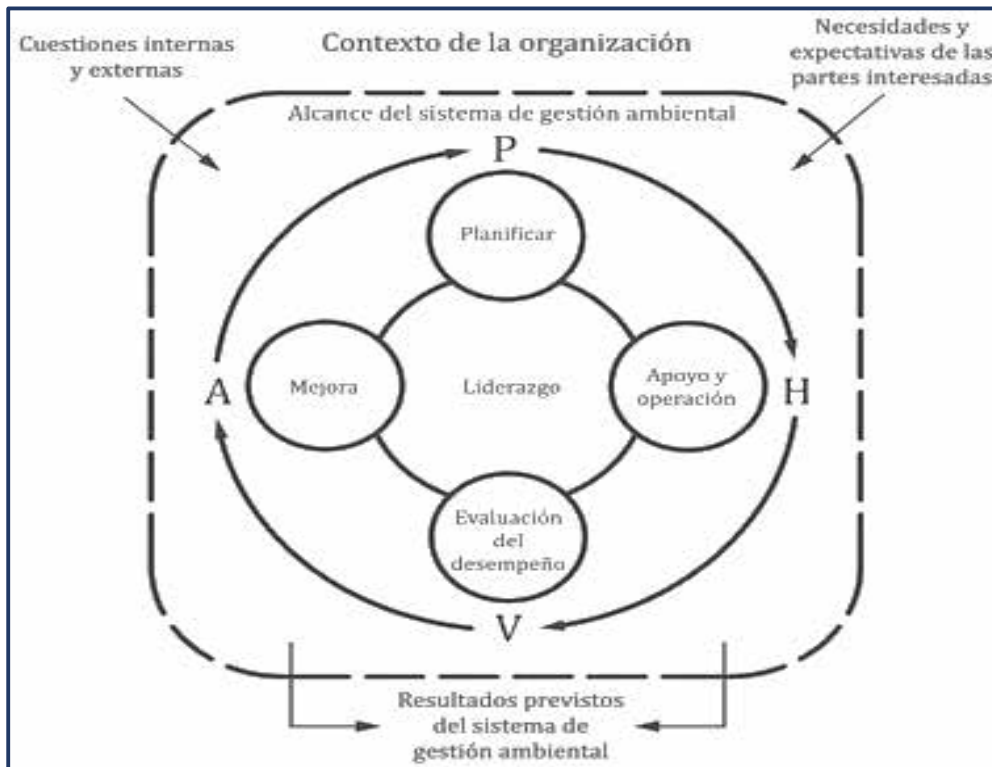 Cuestiones internas
y externas
Contexto de la organización
Necesidades y
expectativas de las
partes interesadas
Alcance del sistema de gestión ambiental
P
Planificar
A
Mejora
Liderazgo
Apoyo y
operación
H
Evaluación
del
desempeño
V
Resultados previstos
del sistema de
gestión ambiental